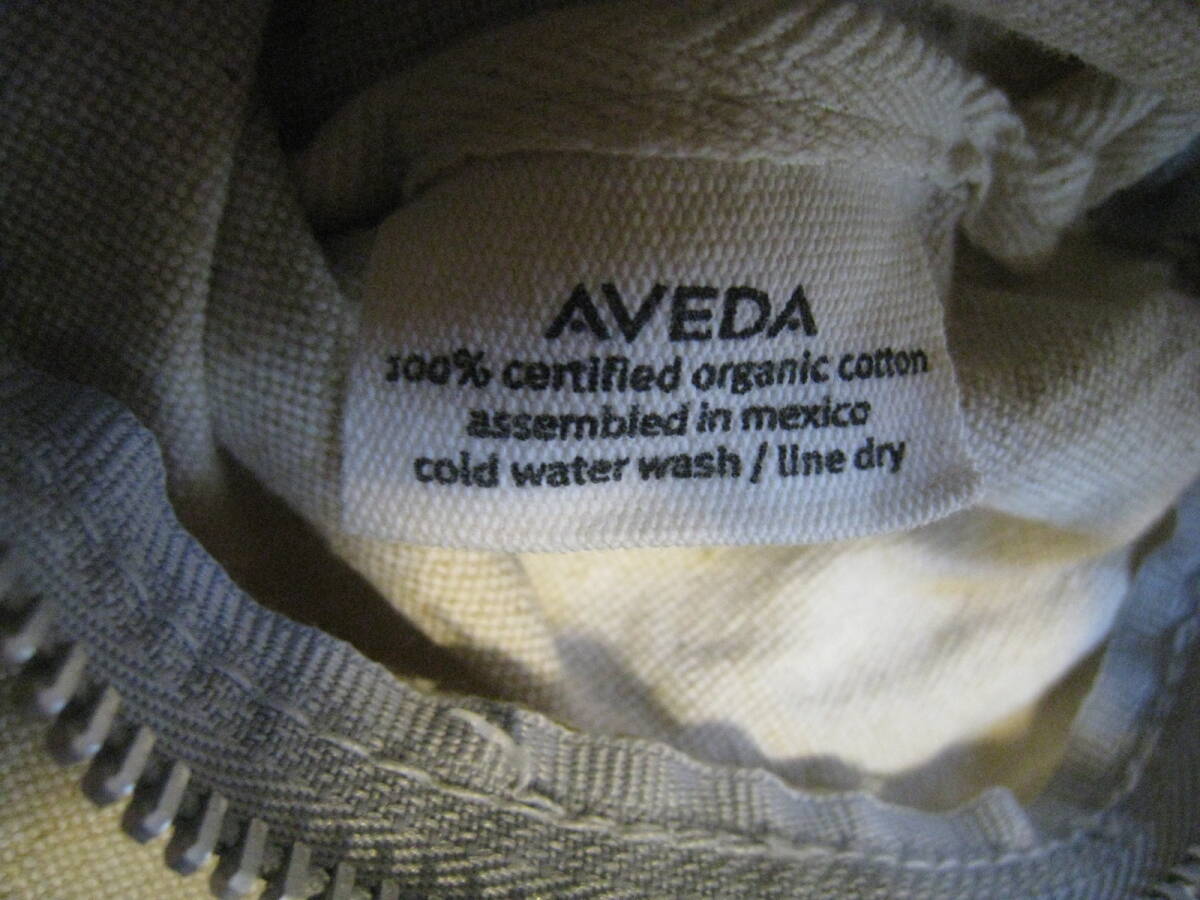 AVEDA
100% certified organic cotton
assembled in mexico
cold water wash / line dry